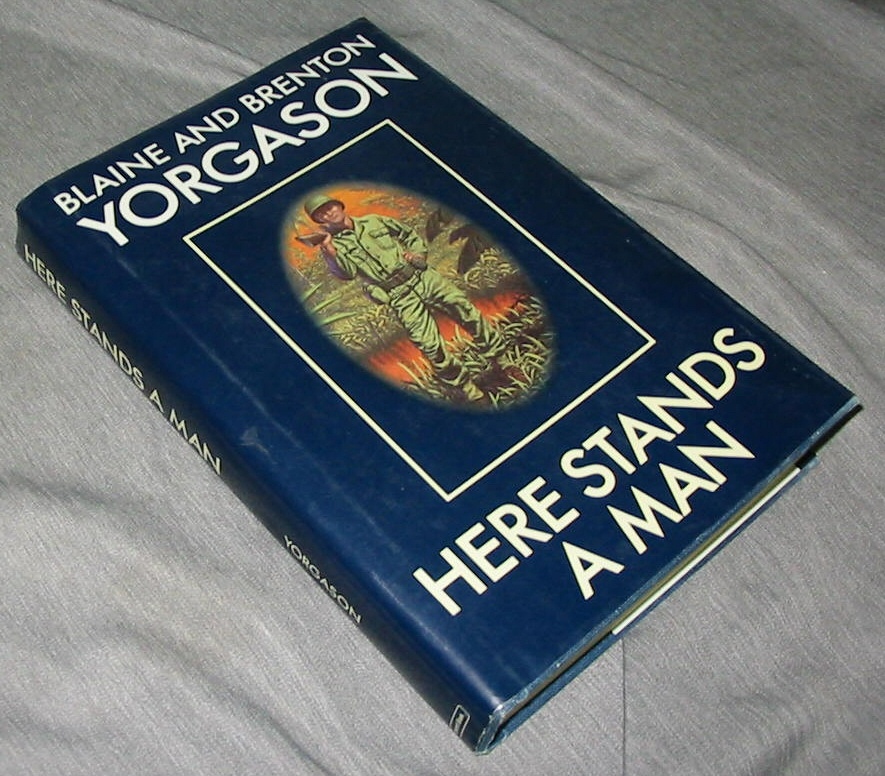 BLAINE AND BRENTON
YORGASON
HERE STANDS
A MAN
HERE STANDS A MAN
YORGASON